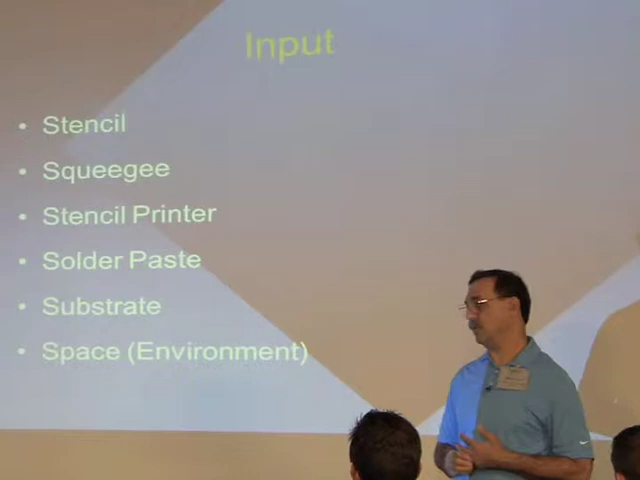 Input
• Stencil
• Squeegee
• Stencil Printer
• Solder Paste
• Substrate
• Space (Environment)